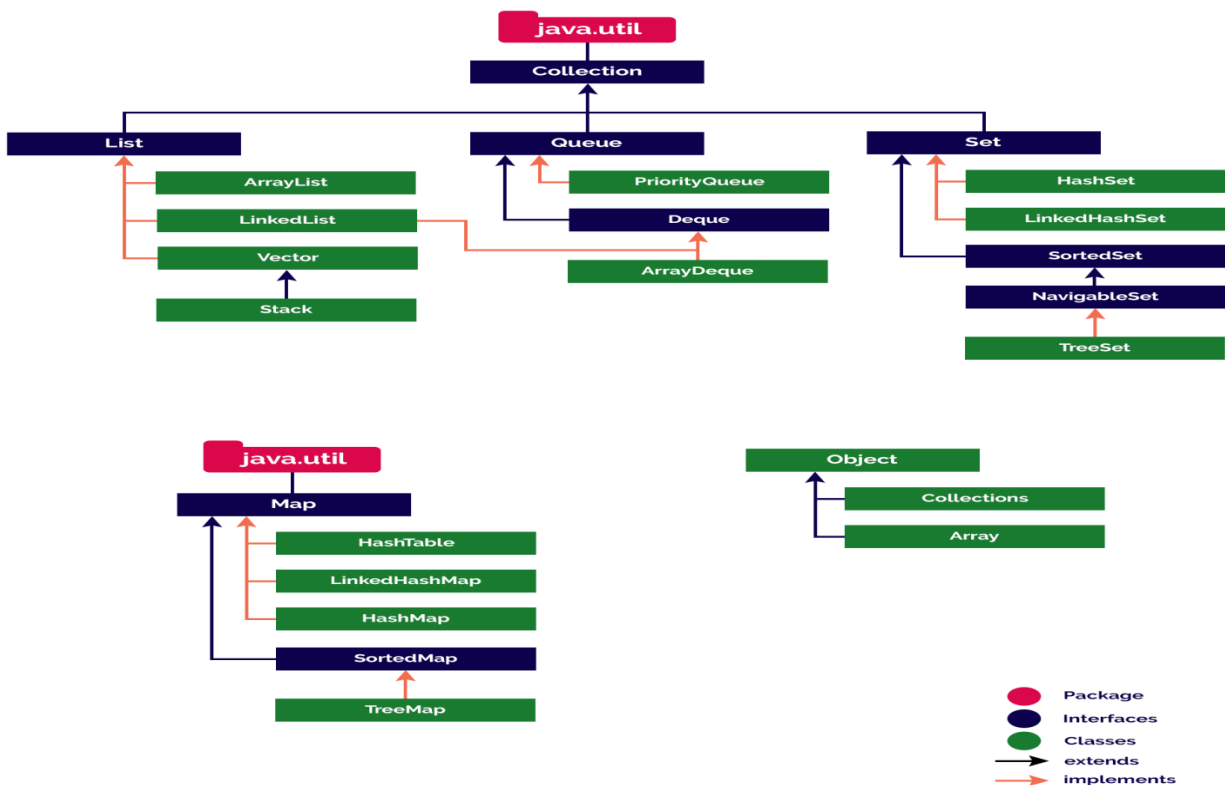 java.util
Collection
List
Queue
Set
ArrayList
PriorityQueue
HashSet
LinkedList
Deque
LinkedHashSet
Vector
ArrayDeque
SortedSet
Stack
NavigableSet
TreeSet
java.util
Map
HashTable
LinkedHashMap
HashMap
SortedMap
TreeMap
Object
Collections
Array
Package
Interfaces
Classes
extends
implements